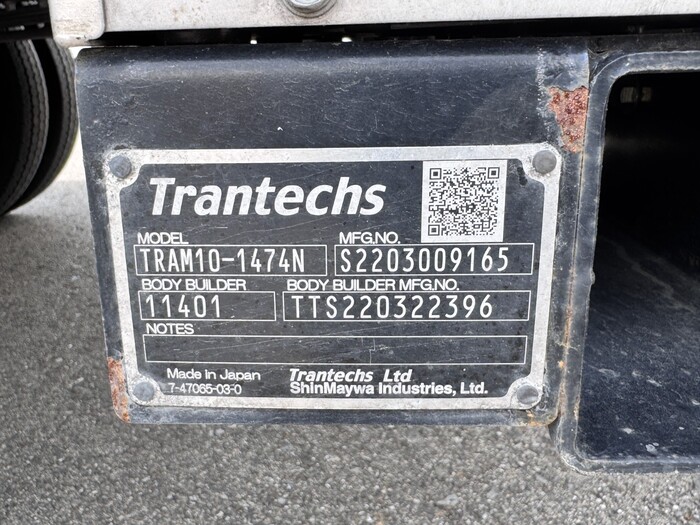 Trantechs
MODEL MFG.NO.
TRAM10-1474N S2203009165
BODY BUILDER BODY BUILDER MFG.NO.
11401 TTS220322396
NOTES
Made in Japan Trantechs Ltd
7-47065-03-0 ShinMaywa Industries, Ltd.